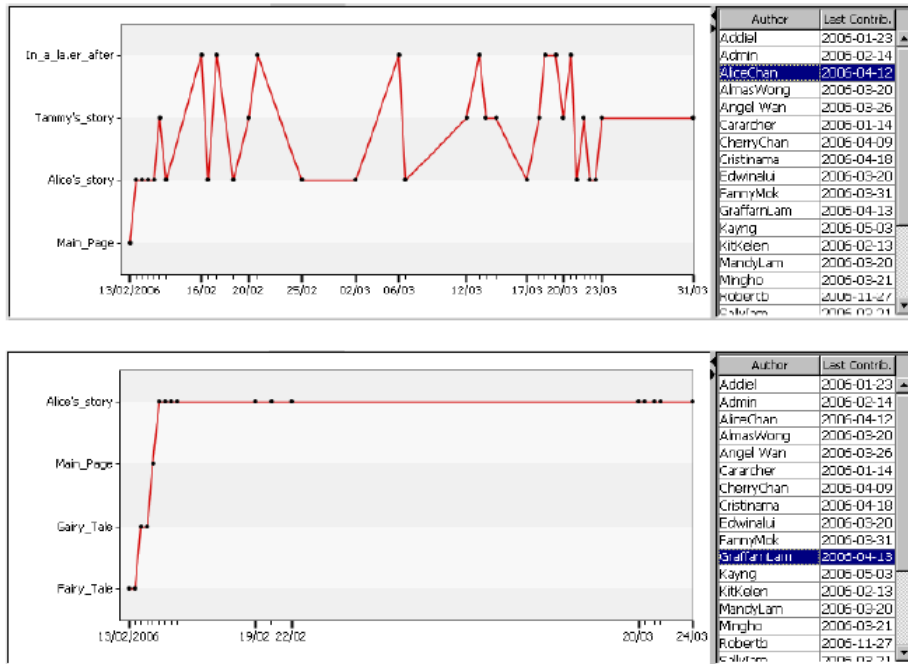 Author Last Contrib.
In_a_la.er_after
Tammy's_story
Alice's_story
Main_Page
13/02/2006 16/02 20/02 25/02 02/03 06/03 12/03 17/03 20/03 23/03 31/03
Addiel 2006-01-23
Admin 2006-02-14
AliceChan 2006-04-12
AlmasWong 2006-03-20
Angel Wan 2006-03-26
Cararcher 2006-01-14
CherryChan 2006-04-09
Cristinama 2006-04-18
Edwinalui 2006-03-20
FannyMok 2006-03-31
GraffarnLam 2006-04-13
Kayng 2006-05-03
KitKelen 2006-02-13
MandyLam 2006-03-20
Mingho 2006-03-21
Robertb 2006-11-27
Author Last Contrib.
Alice's_story
Main_Page
Gairy_Tale
Fairy_Tale
13/02/2006 19/02 22/02 20/03 24/03
Addiel 2006-01-23
Admin 2006-02-14
AliceChan 2006-04-12
AlmasWong 2006-03-20
Angel Wan 2006-03-26
Cararcher 2006-01-14
CherryChan 2006-04-09
Cristinama 2006-04-18
Edwinalui 2006-03-20
FannyMok 2006-03-31
GraffarnLam 2006-04-13
Kayng 2006-05-03
KitKelen 2006-02-13
MandyLam 2006-03-20
Mingho 2006-03-21
Robertb 2006-11-27